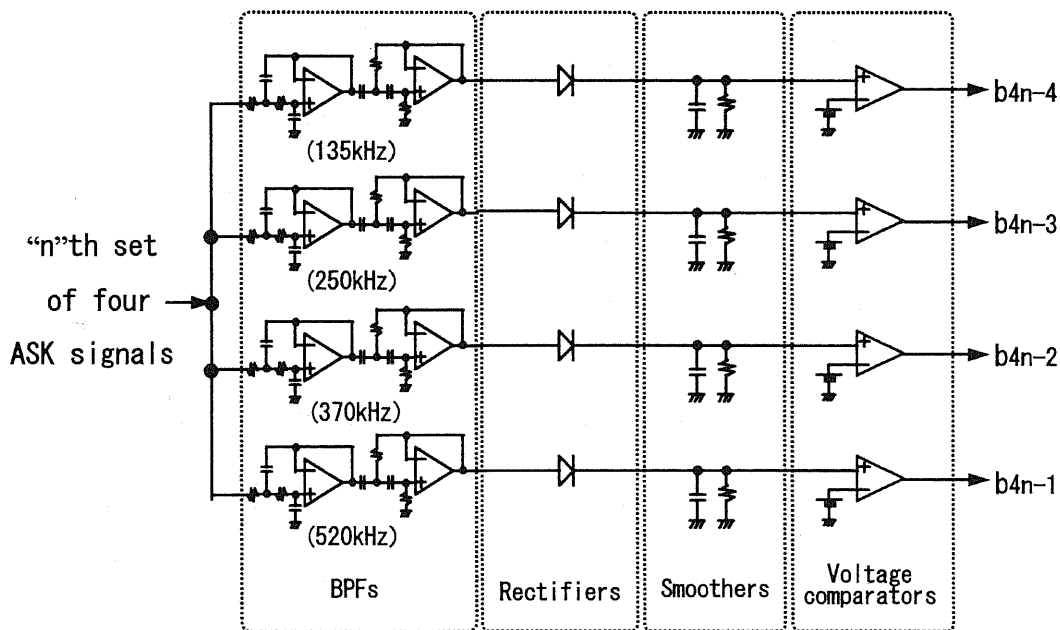 b4n-4
(135kHz)
b4n-3
(250kHz)
“n”th set
of four
ASK signals
b4n-2
(370kHz)
b4n-1
(520kHz)
BPFs
Rectifiers
Smoothers
Voltage
comparators